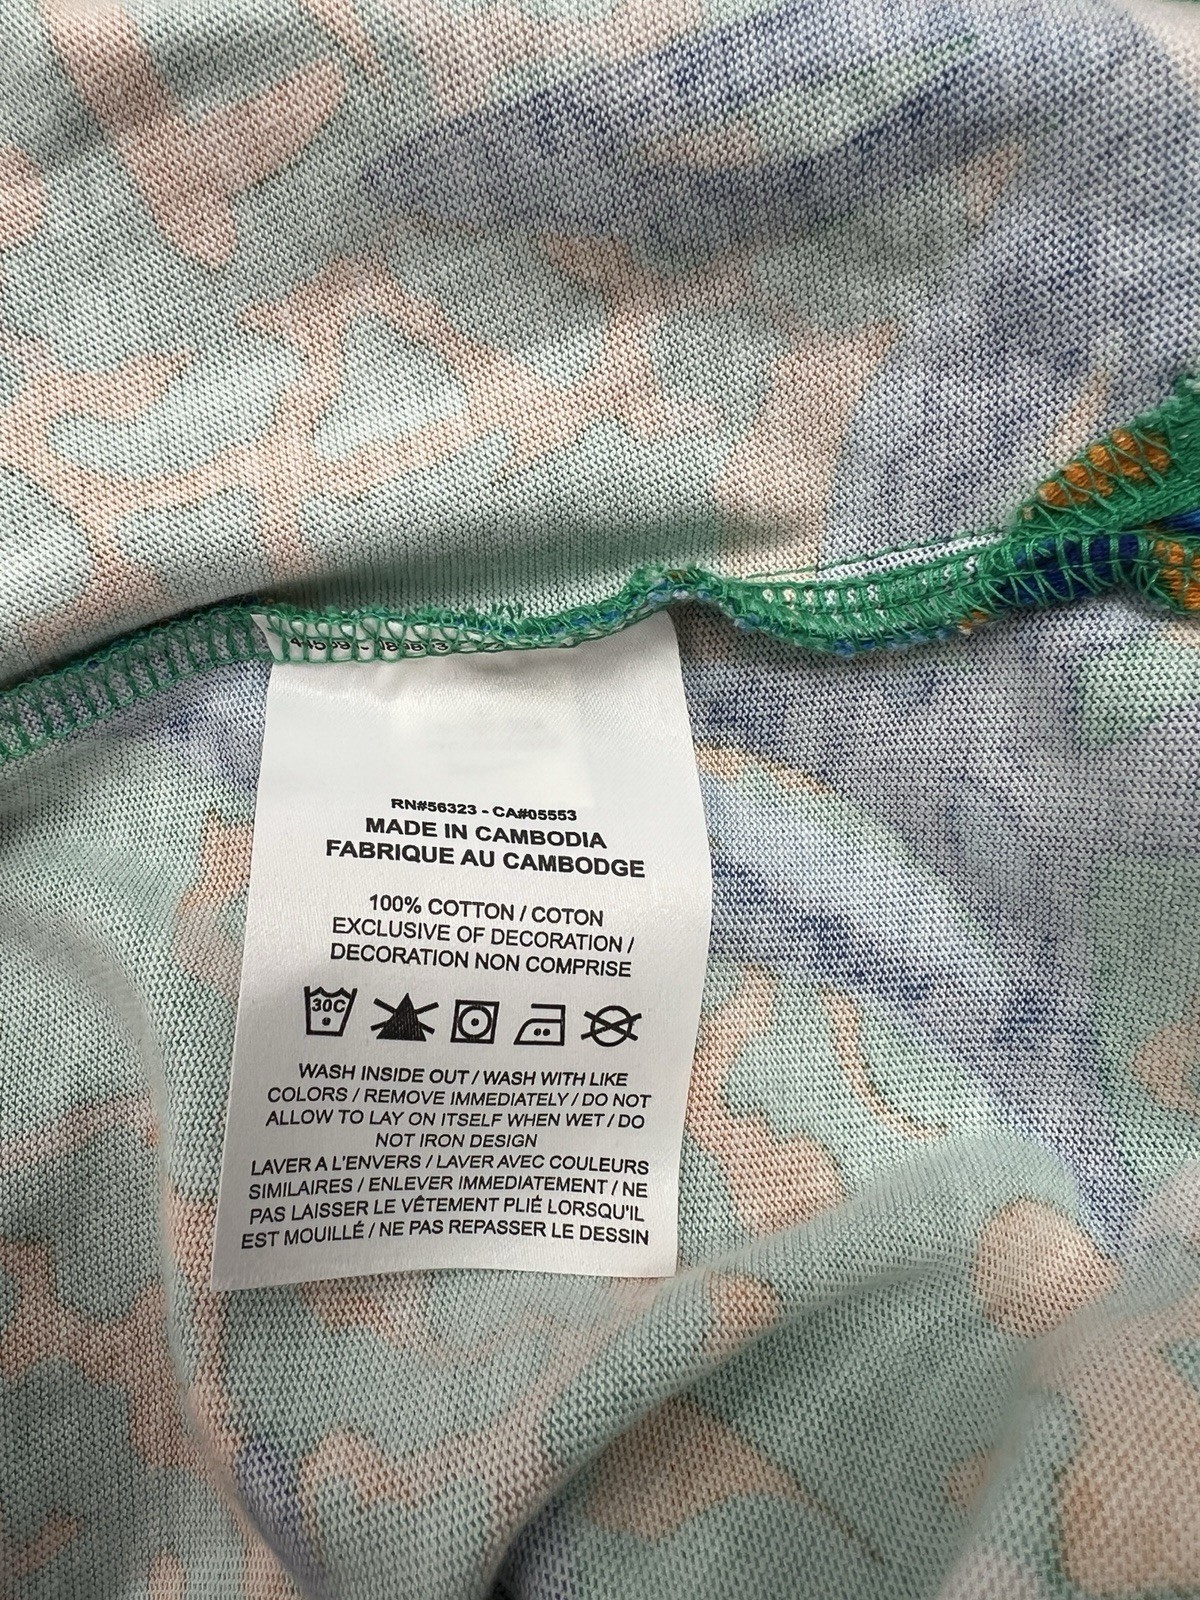 RN#56323 - CA#05553
MADE IN CAMBODIA
FABRIQUE AU CAMBODGE
100% COTTON / COTON
EXCLUSIVE OF DECORATION /
DECORATION NON COMPRISE
30C
WASH INSIDE OUT / WASH WITH LIKE
COLORS / REMOVE IMMEDIATELY / DO NOT
ALLOW TO LAY ON ITSELF WHEN WET / DO
NOT IRON DESIGN
LAVER A L'ENVERS / LAVER AVEC COULEURS
SIMILAIRES / ENLEVER IMMEDIATEMENT / NE
PAS LAISSER LE VÊTEMENT PLIÉ LORSQU'IL
EST MOUILLÉ / NE PAS REPASSER LE DESSIN